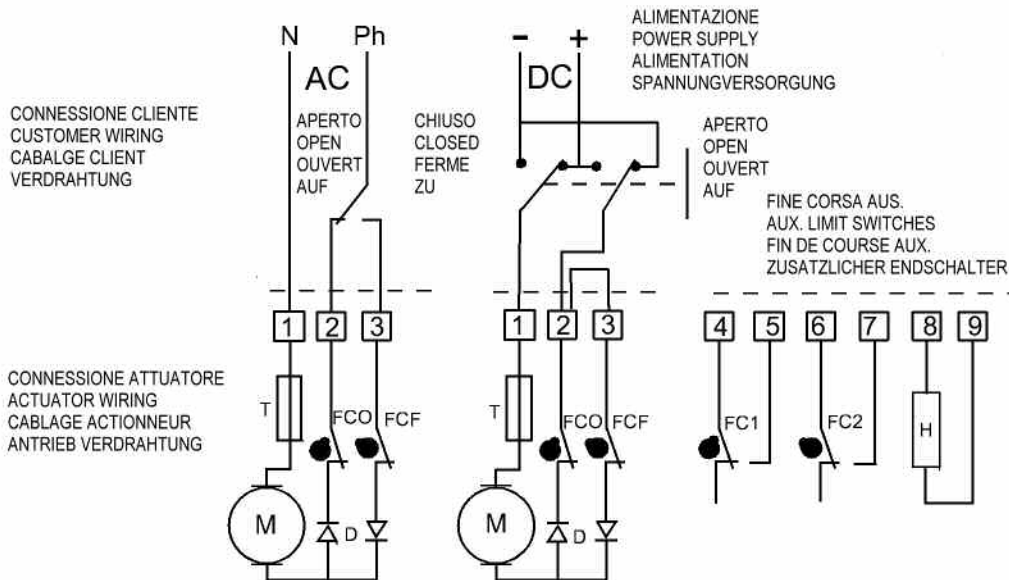 N Ph
AC
- +
DC
ALIMENTAZIONE
POWER SUPPLY
ALIMENTATION
SPANNUNGVERSORGUNG
CONNESSIONE CLIENTE
CUSTOMER WIRING
CABALGE CLIENT
VERDRAHTUNG
APERTO
OPEN
OUVERT
AUF
CHIUSO
CLOSED
FERME
ZU
APERTO
OPEN
OUVERT
AUF
FINE CORSA AUS.
AUX. LIMIT SWITCHES
FIN DE COURSE AUX.
ZUSATZLICHER ENDSCHALTER
1 2 3
1 2 3
4 5 6 7 8 9
CONNESSIONE ATTUATORE
ACTUATOR WIRING
CABLAGE ACTIONNEUR
ANTRIEB VERDRAHTUNG
T FCO FCF
T FCO FCF
FC1 FC2 H
M D
M D